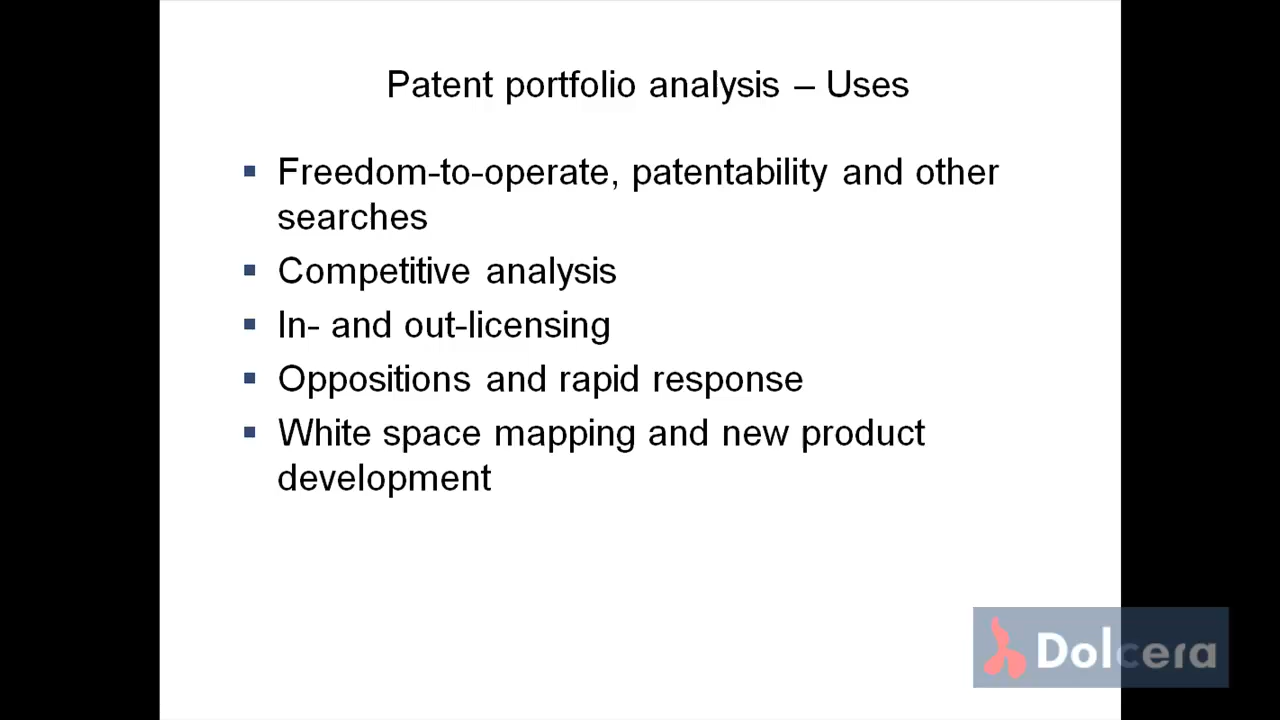 Patent portfolio analysis – Uses
▪ Freedom-to-operate, patentability and other
searches
▪ Competitive analysis
▪ In- and out-licensing
▪ Oppositions and rapid response
▪ White space mapping and new product
development
Dolcera